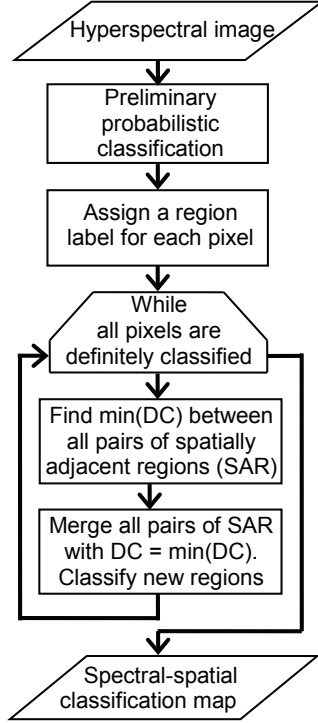 Hyperspectral image
Preliminary
probabilistic
classification
Assign a region
label for each pixel
While
all pixels are
definitely classified
Find min(DC) between
all pairs of spatially
adjacent regions (SAR)
Merge all pairs of SAR
with DC = min(DC).
Classify new regions
Spectral-spatial
classification map